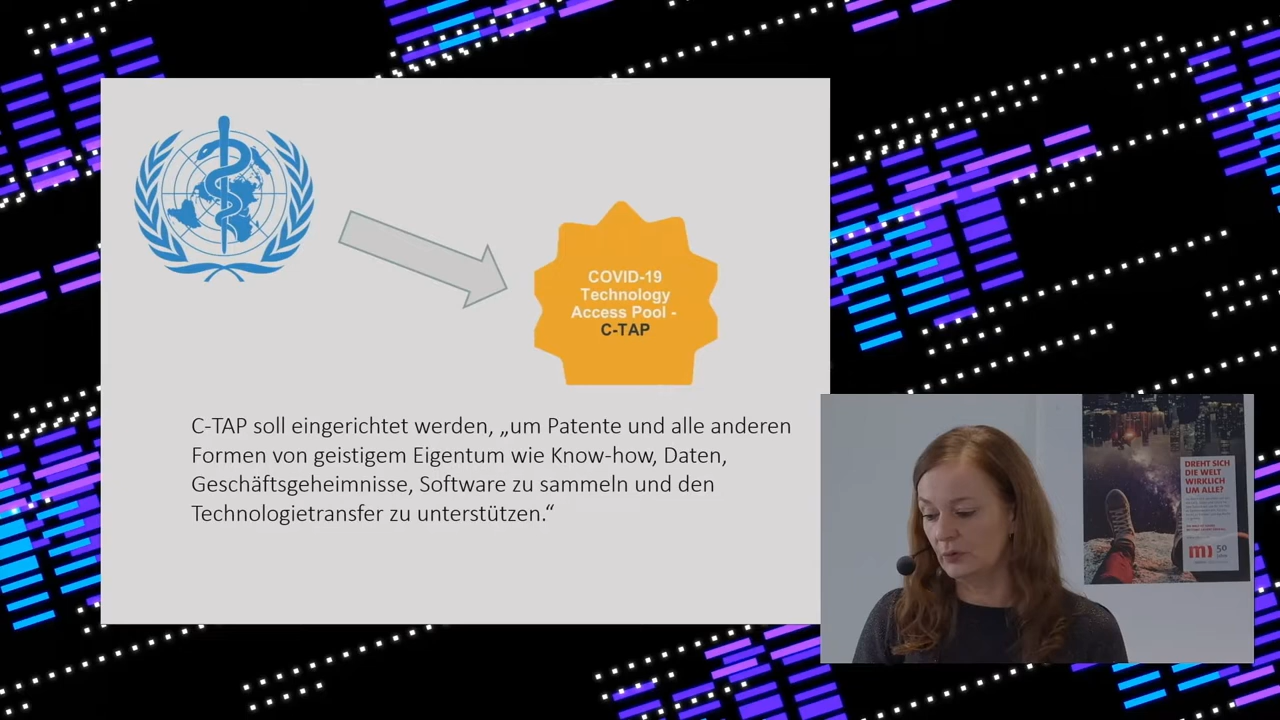 COVID-19
Technology
Access Pool -
C-TAP
C-TAP soll eingerichtet werden, „um Patente und alle anderen
Formen von geistigem Eigentum wie Know-how, Daten,
Geschäftsgeheimnisse, Software zu sammeln und den
Technologietransfer zu unterstützen.“
DREHT SICH
DIE WELT
WIRKLICH
UM ALLE?
m)
50